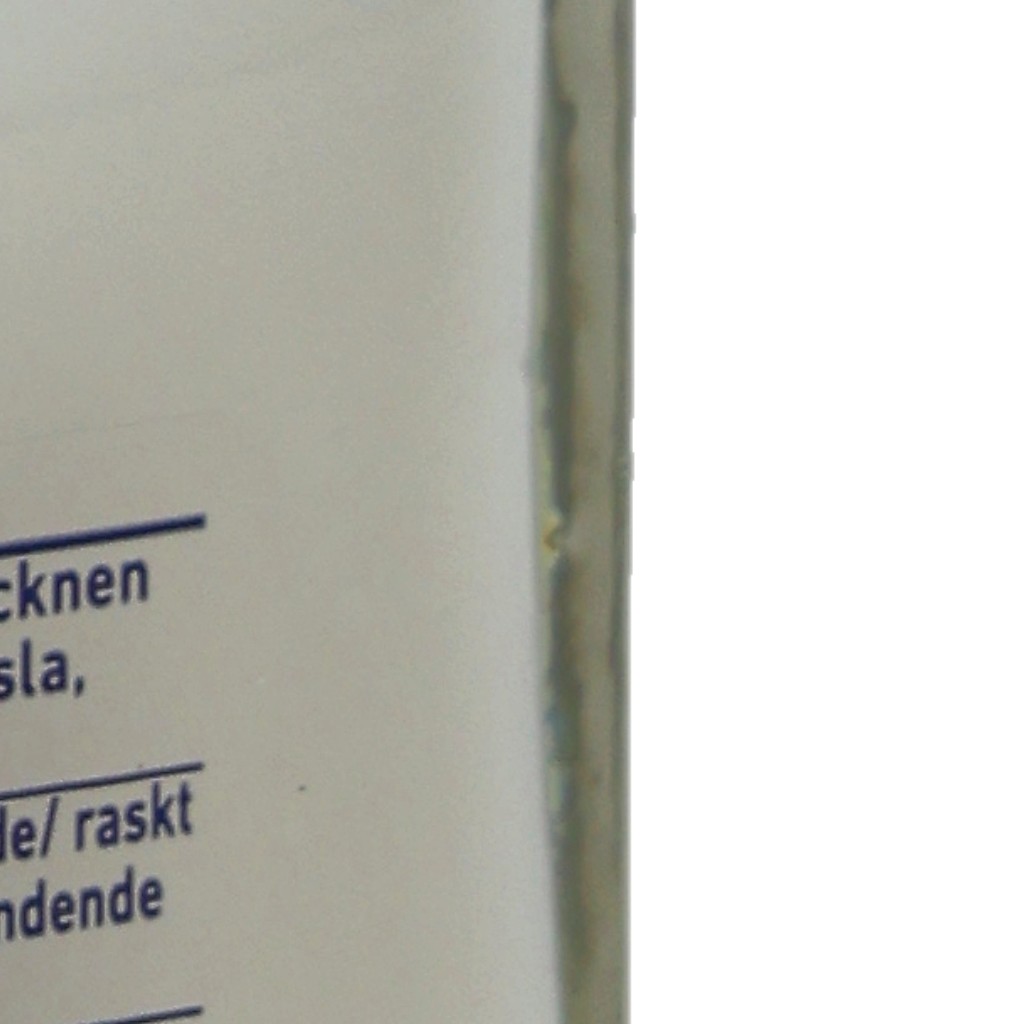 cknen
sla,
de/ raskt
ndende